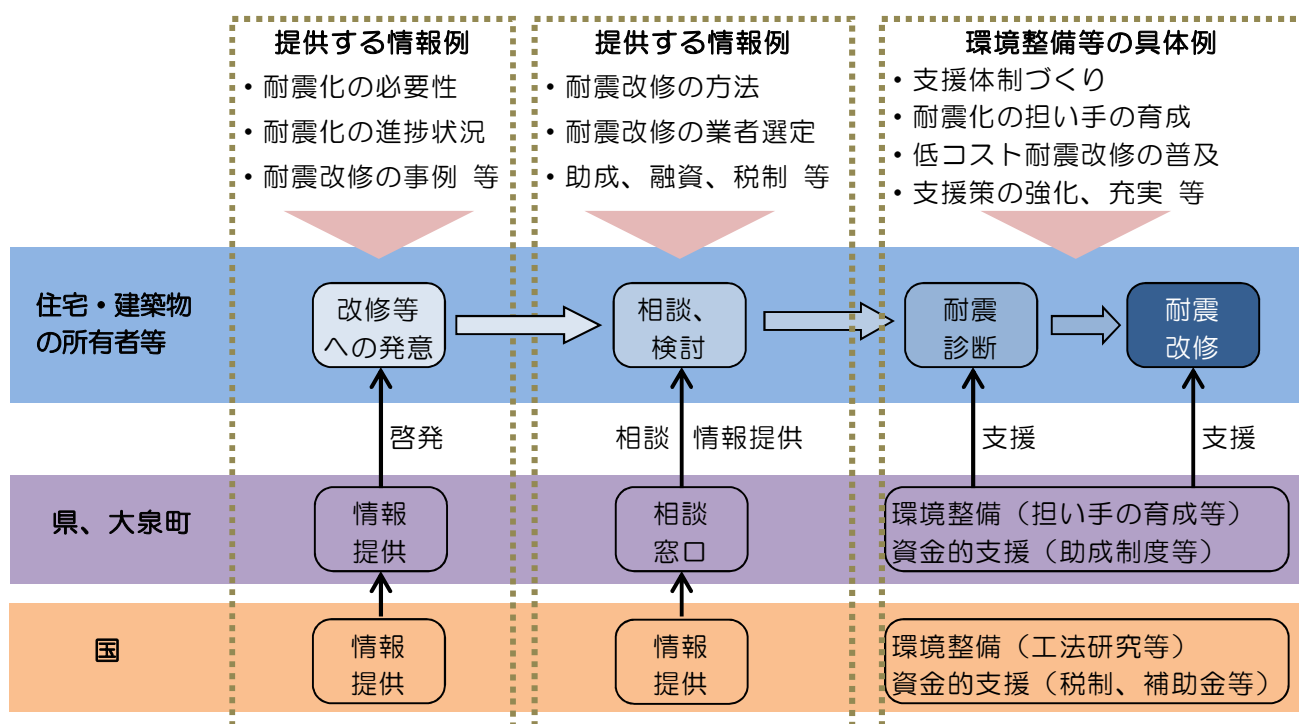 提供する情報例
・耐震化の必要性
・耐震化の進捗状況
・耐震改修の事例 等
提供する情報例
・耐震改修の方法
・耐震改修の業者選定
・助成、融資、税制 等
環境整備等の具体例
・支援体制づくり
・耐震化の担い手の育成
・低コスト耐震改修の普及
・支援策の強化、充実 等
住宅・建築物
の所有者等
改修等
への発意
相談、
検討
耐震
診断
耐震
改修
啓発
相談
情報提供
支援
支援
県、大泉町
情報
提供
相談
窓口
環境整備（担い手の育成等）
資金的支援（助成制度等）
国
情報
提供
情報
提供
環境整備（工法研究等）
資金的支援（税制、補助金等）